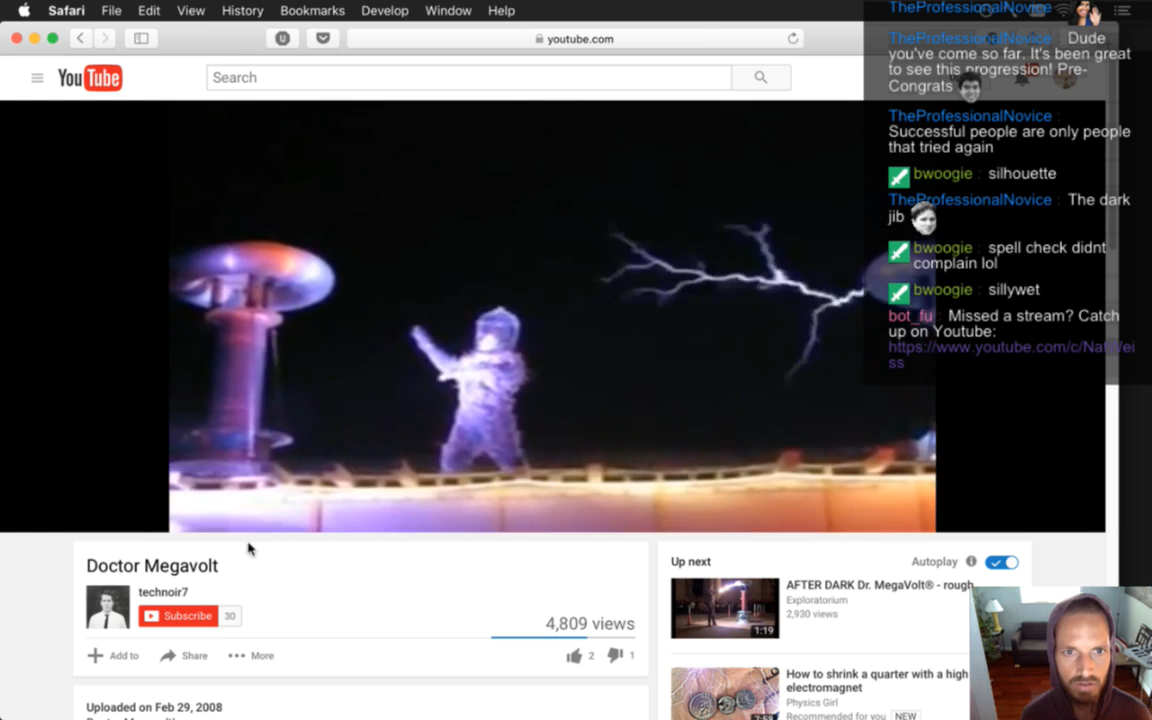 Safari File Edit View History Bookmarks Develop Window Help
TheProfessionalNovice
youtube.com
YouTube
Search
TheProfessionalNovice : Dude
you've come so far. It's been great
to see this progression! Pre-
Congrats
TheProfessionalNovice :
Successful people are only people
that tried again
bwoogie : silhouette
TheProfessionalNovice : The dark
jib
bwoogie : spell check didnt
complain lol
bwoogie : sillywet
bot_fu : Missed a stream? Catch
up on Youtube:
https://www.youtube.com/c/NatWei
ss
Doctor Megavolt
technoir7
Subscribe 30
4,809 views
Add to Share More 2 1
Uploaded on Feb 29, 2008
Up next Autoplay
AFTER DARK Dr. MegaVolt® - rough
Exploratorium
2,930 views
1:19
How to shrink a quarter with a high
electromagnet
Physics Girl
Recommended for you NEW